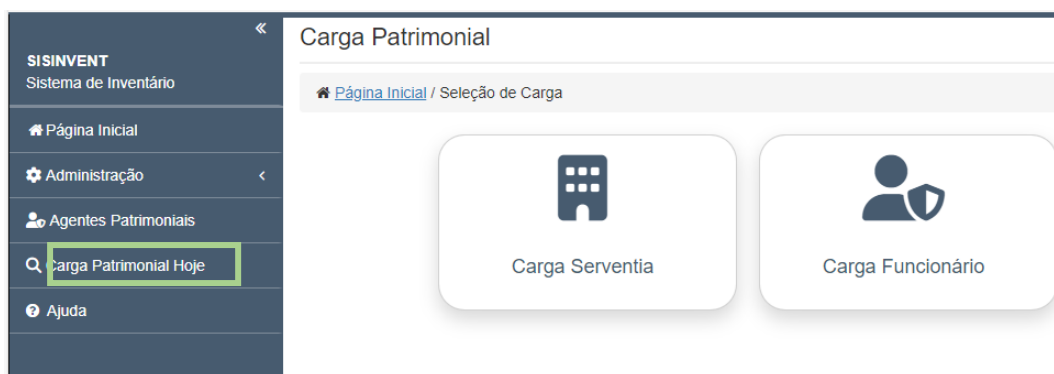 SISINVENT
Sistema de Inventário
Página Inicial
Administração
Agentes Patrimoniais
Carga Patrimonial Hoje
Ajuda
Carga Patrimonial
Página Inicial / Seleção de Carga
Carga Serventia
Carga Funcionário